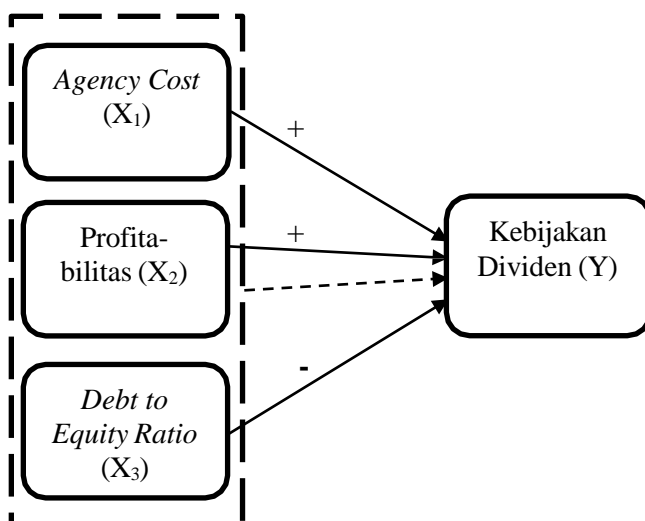 Agency Cost
(X₁)
+
Profita-
bilitas (X₂)
+
Kebijakan
Dividen (Y)
-
Debt to
Equity Ratio
(X₃)